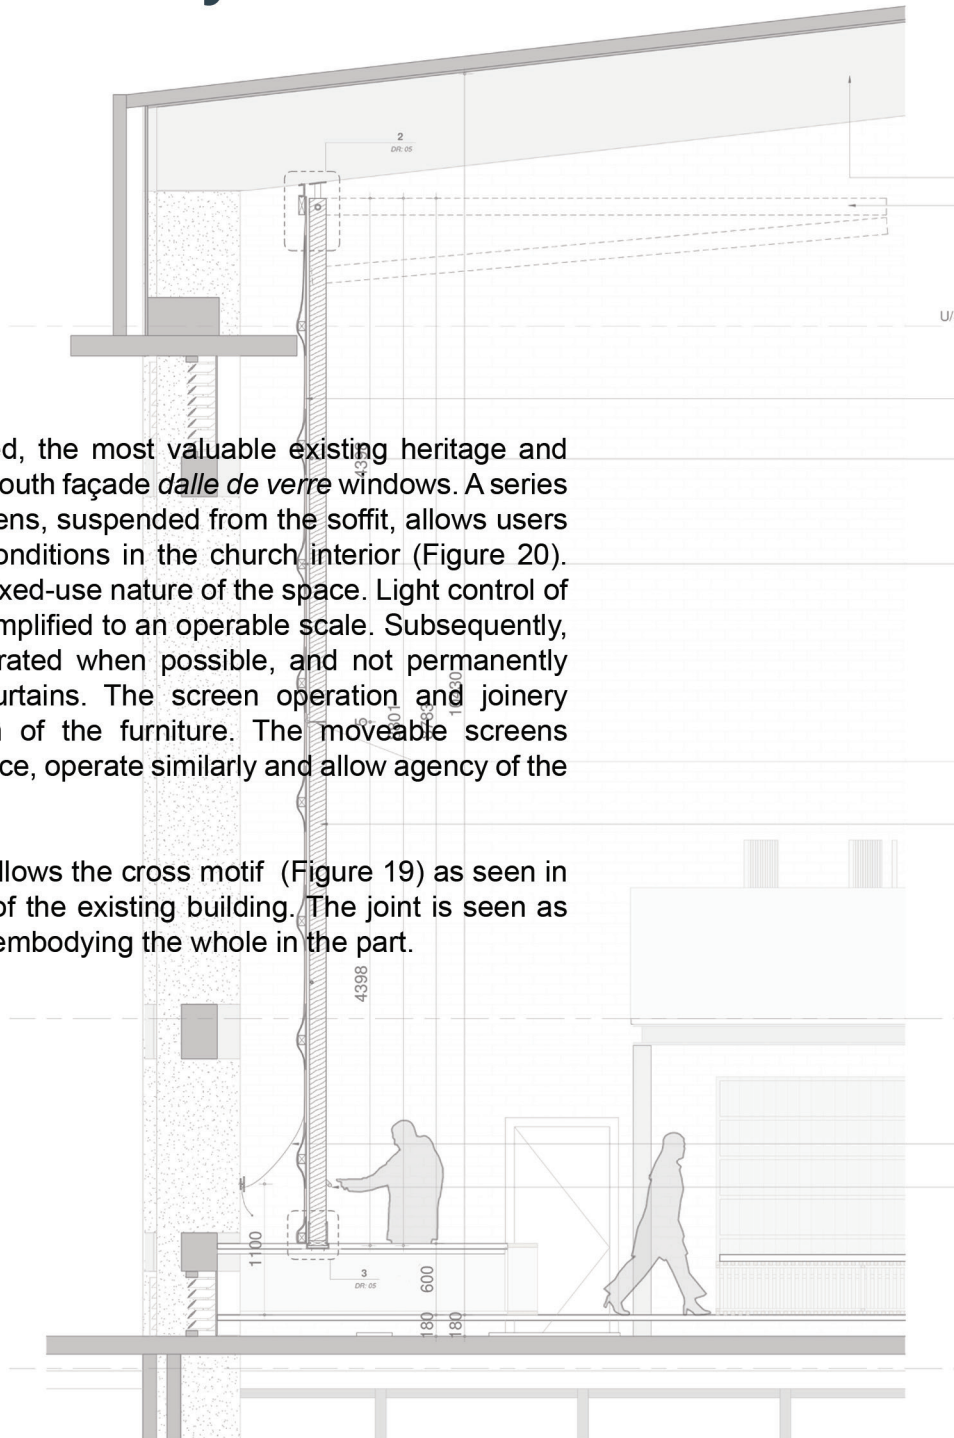 2
DR: 05
U/
ed, the most valuable existing heritage and
outh façade dalle de verre windows. A series
ens, suspended from the soffit, allows users
onditions in the church interior (Figure 20).
xed-use nature of the space. Light control of
mplified to an operable scale. Subsequently,
rated when possible, and not permanently
urtains. The screen operation and joinery
of the furniture. The moveable screens
ce, operate similarly and allow agency of the
llows the cross motif (Figure 19) as seen in
of the existing building. The joint is seen as
embodying the whole in the part.
4398
4398
1100
3
DR: 05
600
180
180